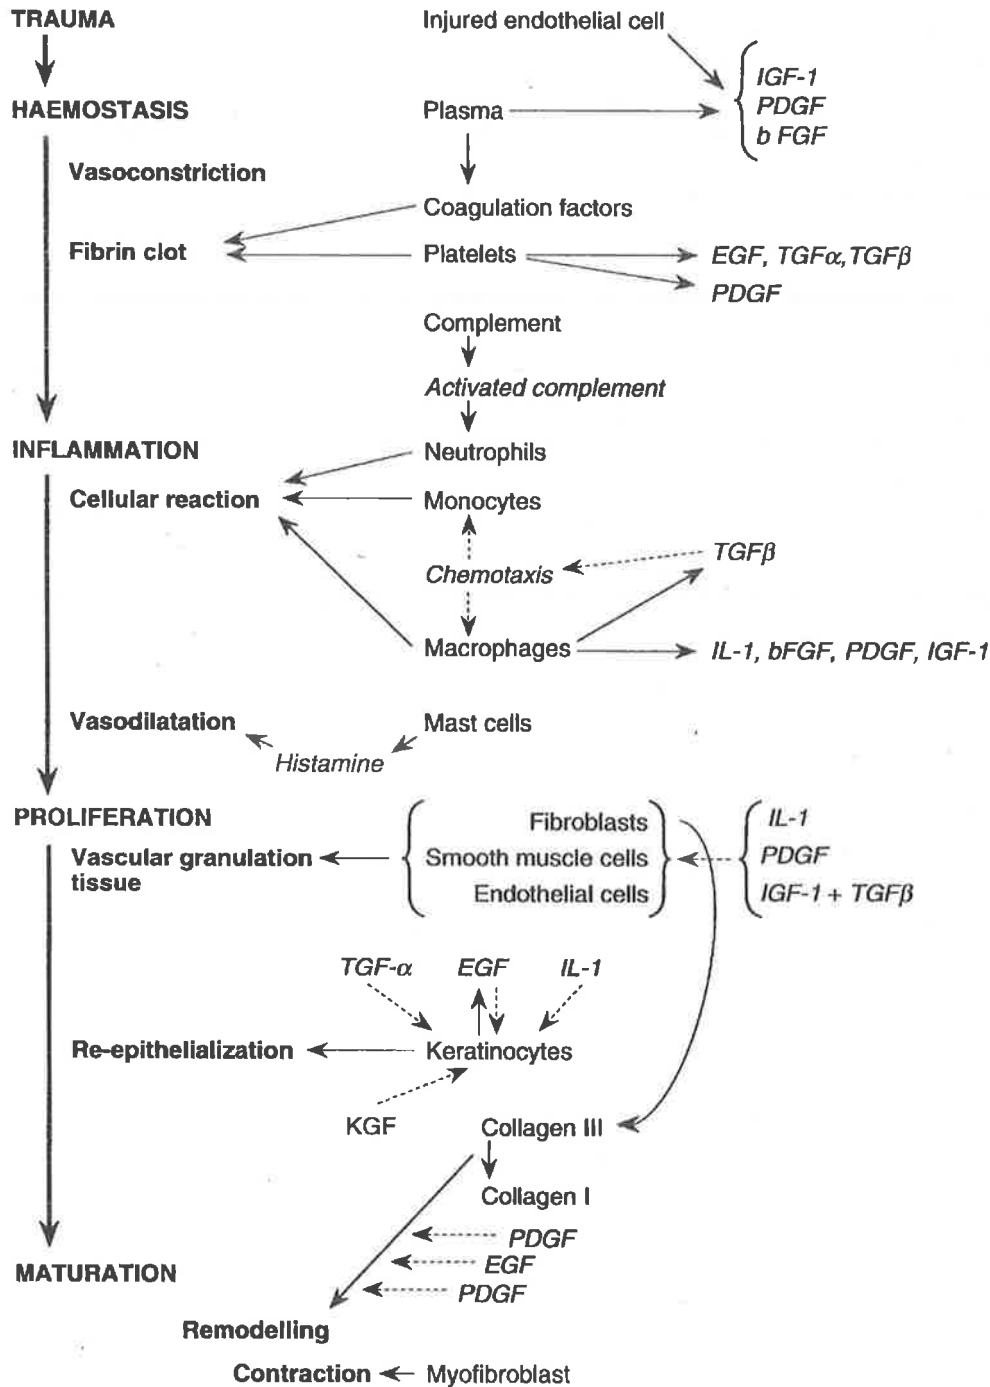 TRAUMA
Injured endothelial cell
IGF-1
PDGF
b FGF
HAEMOSTASIS
Plasma
Vasoconstriction
Coagulation factors
Fibrin clot
Platelets
EGF, TGFα, TGFβ
PDGF
Complement
Activated complement
INFLAMMATION
Neutrophils
Cellular reaction
Monocytes
TGFβ
Chemotaxis
Macrophages
IL-1, bFGF, PDGF, IGF-1
Vasodilatation
Mast cells
Histamine
PROLIFERATION
Fibroblasts
IL-1
Vascular granulation
tissue
Smooth muscle cells
PDGF
Endothelial cells
IGF-1 + TGFβ
TGF-α
EGF
IL-1
Re-epithelialization
Keratinocytes
KGF
Collagen III
Collagen I
PDGF
EGF
MATURATION
PDGF
Remodelling
Contraction
Myofibroblast